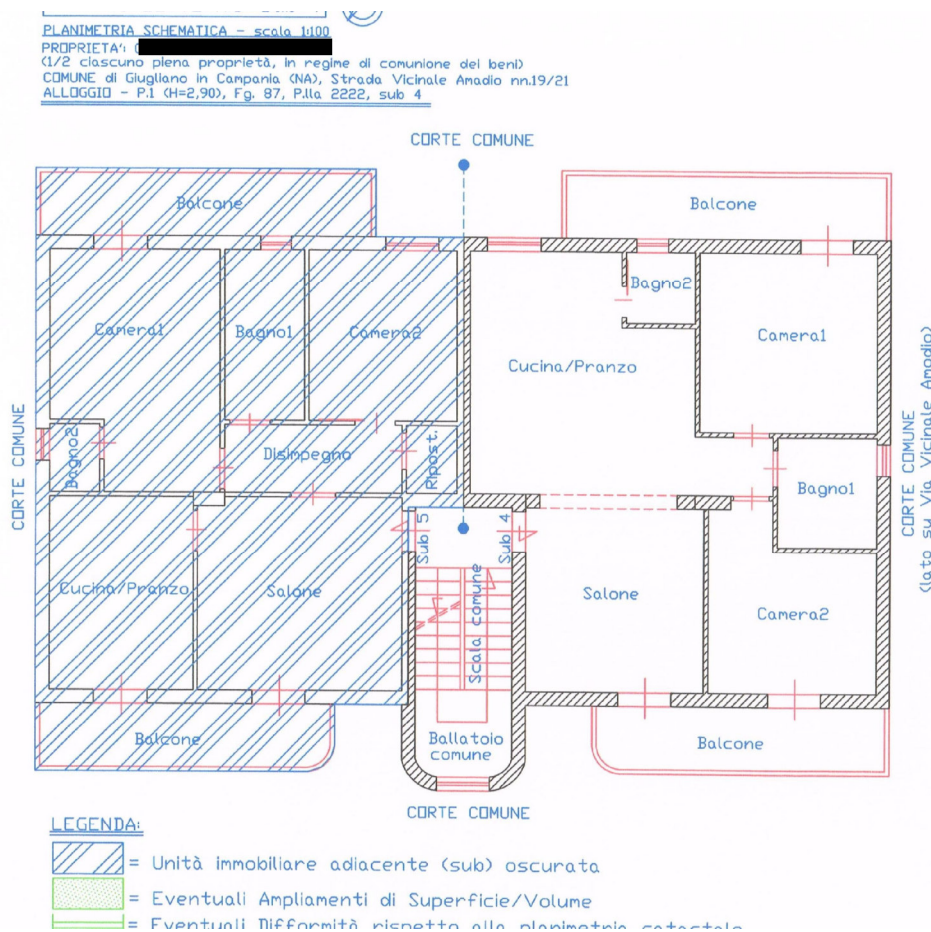 PLANIMETRIA SCHEMATICA - scala 1:100
PROPRIETA':
(1/2 ciascuno piena proprietà, in regime di comunione dei beni)
COMUNE di Giugliano in Campania (NA), Strada Vicinale Amadio nn.19/21
ALLOGGIO - P.1 (H=2,90), Fg. 87, P.lla 2222, sub 4
CORTE COMUNE
Balcone
Balcone
Camera1
Bagno1
Camera2
Bagno2
Camera1
Cucina/Pranzo
CORTE COMUNE
Bagno2
Disimpegno
Ripost.
Bagno1
CORTE COMUNE
(lato su Via Vicinale Amadio)
Sub 5
Sub 4
Cucina/Pranzo
Salone
Scala comune
Salone
Camera2
Balcone
Ballatoio
comune
Balcone
CORTE COMUNE
LEGENDA:
= Unità immobiliare adiacente (sub) oscurata
= Eventuali Ampliamenti di Superficie/Volume
= Eventuali Difformità rispetto alla planimetria catastale